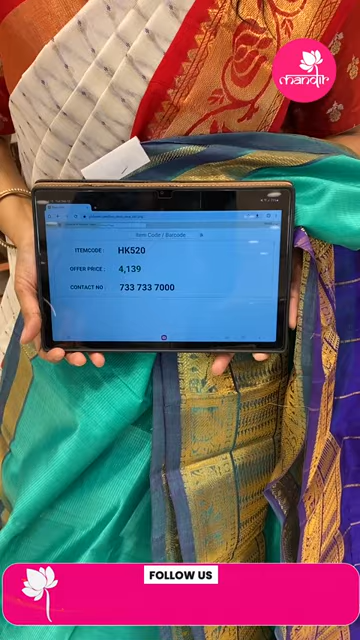 mandir
Item Code / Barcode
ITEMCODE : HK520
OFFER PRICE : 4,139
CONTACT NO : 733 733 7000
FOLLOW US